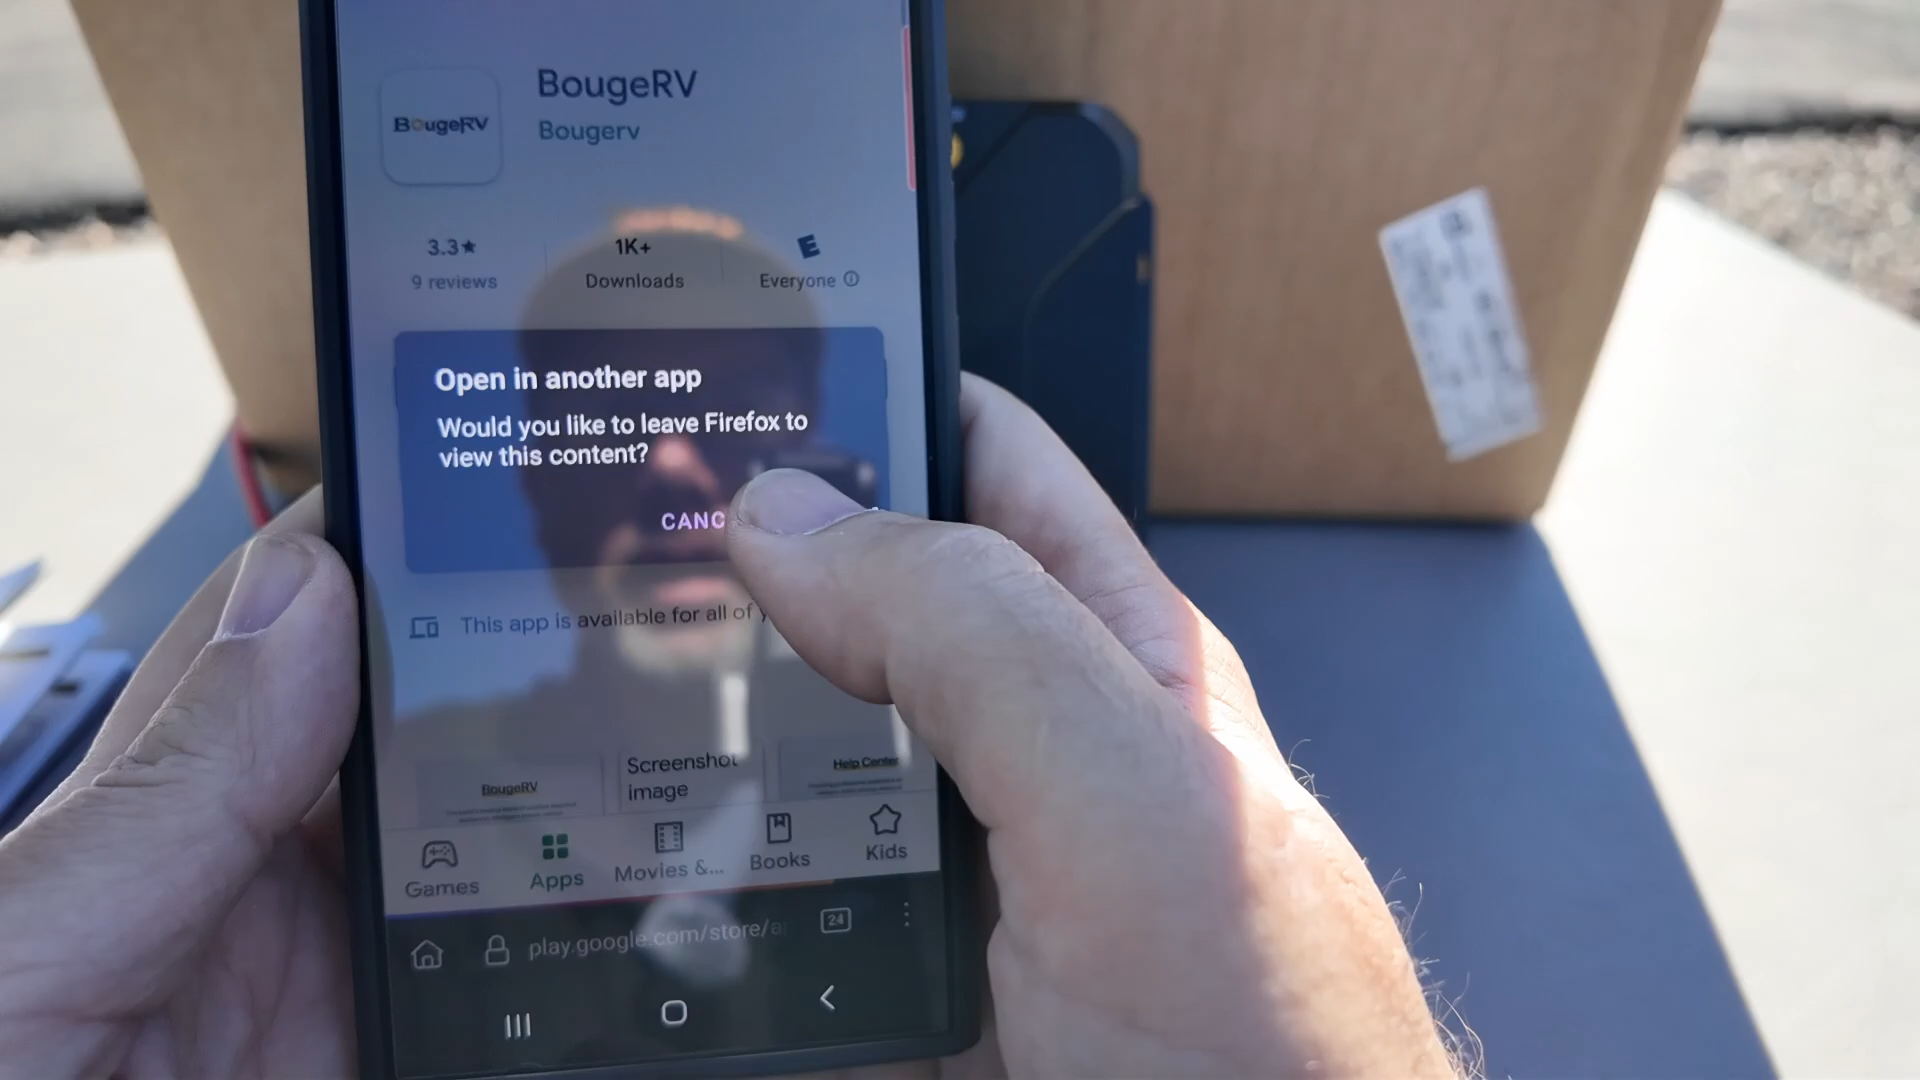 BougeRV
BougeRV
Bougerv
3.3★
9 reviews
1K+
Downloads
E
Everyone
Open in another app
Would you like to leave Firefox to
view this content?
CANC
This app is available for all of
BougeRV
Screenshot
image
Help Center
Games
Apps
Movies &...
Books
Kids
play.google.com/store/a
24